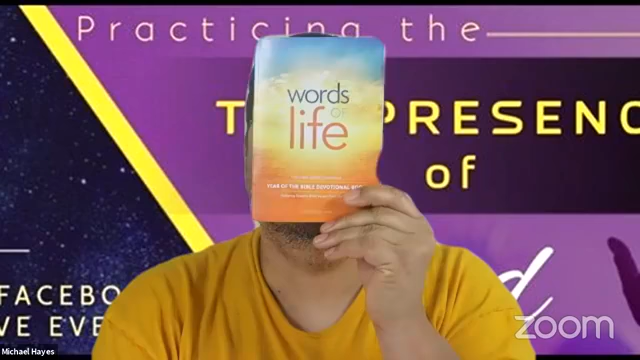 Practicing the
T PRESENC
of
d
words
OF
life
YEAR OF THE BIBLE DEVOTIONAL
FACEBO
VE EVE
zoom
Michael Hayes